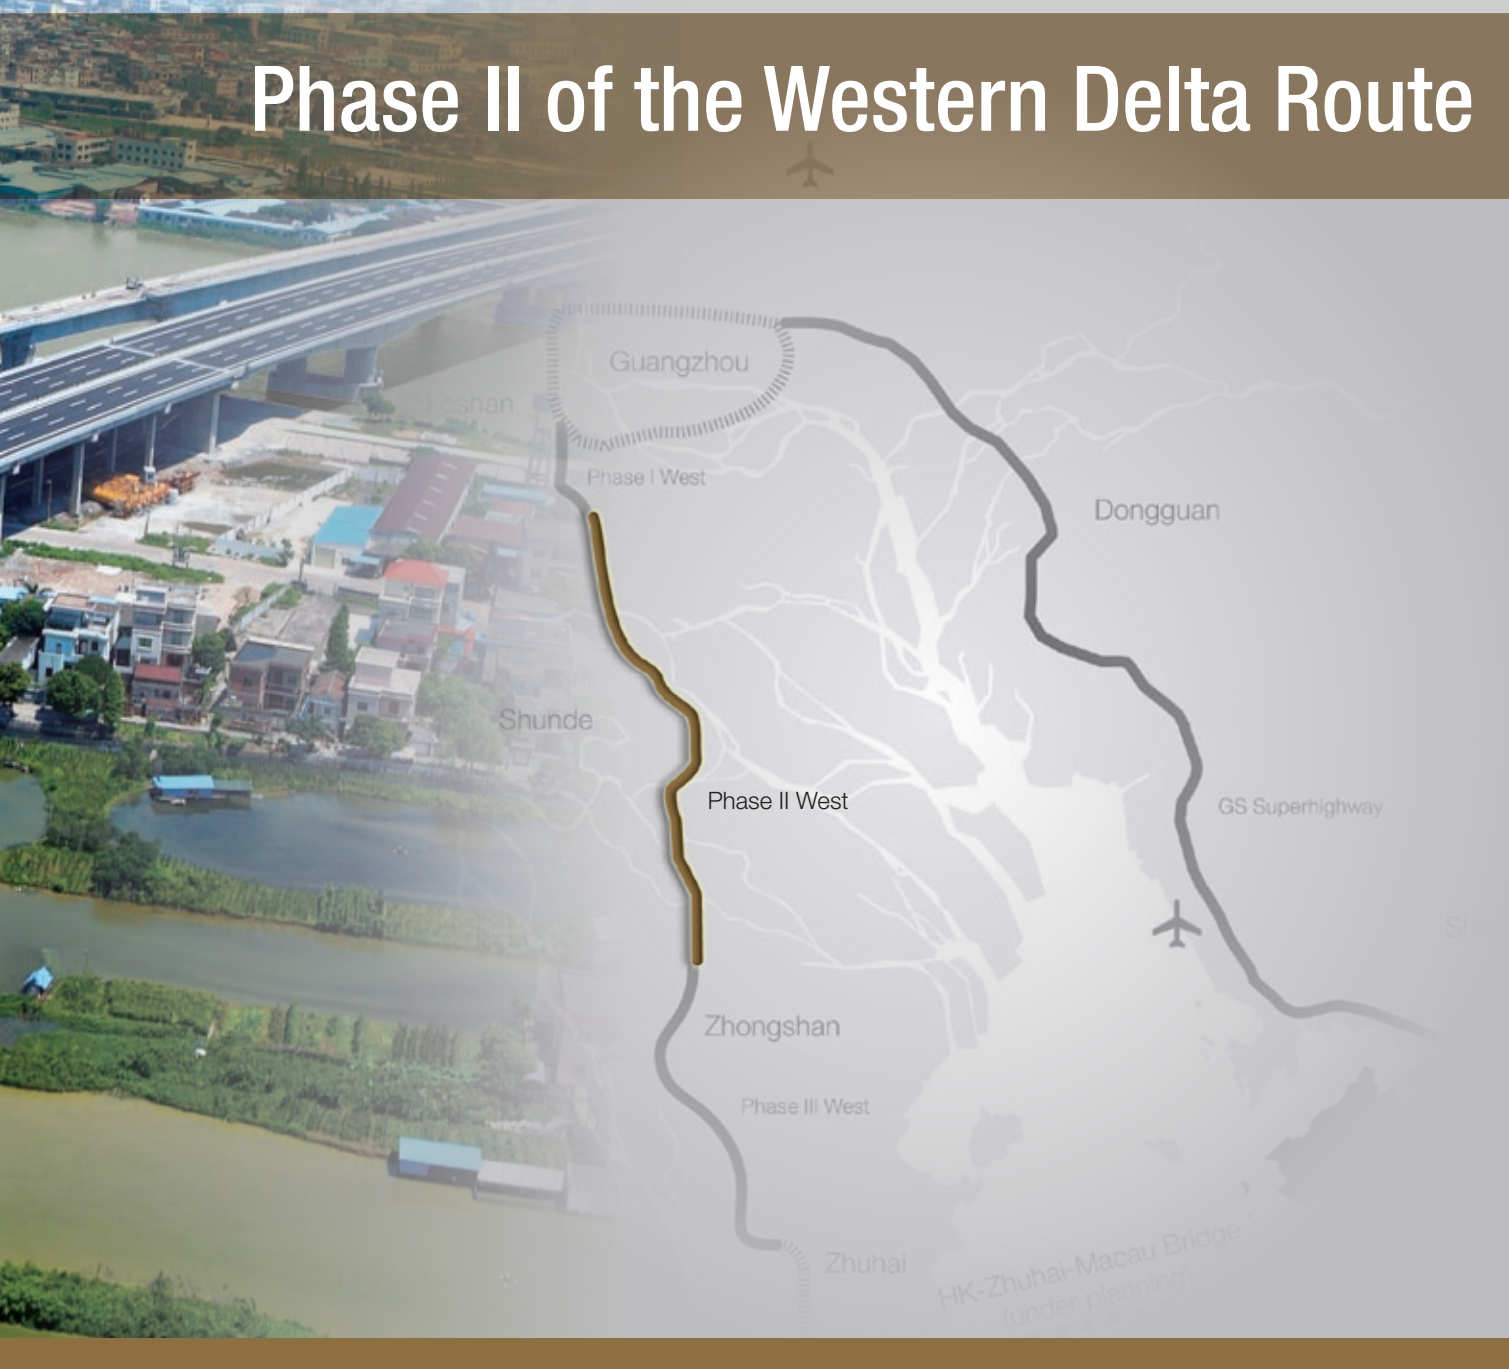 Phase II of the Western Delta Route
Guangzhou
Phase I West
Dongguan
Shunde
Phase II West
GS Superhighway
Zhongshan
Phase III West
Zhuhai
HK-Zhuhai-Macau Bridge
(under planning)